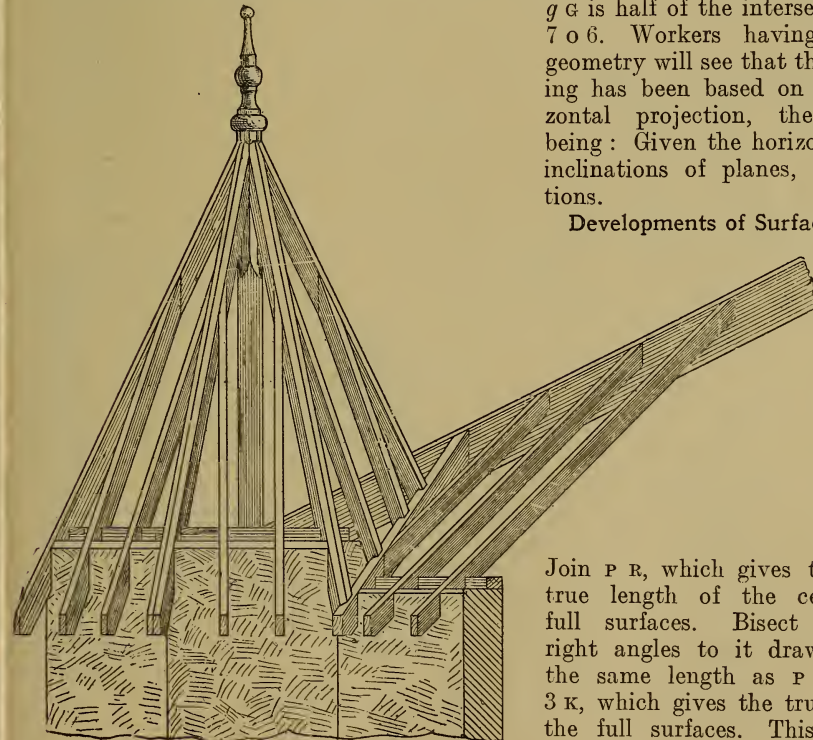 g G is half of the interse
7 o 6. Workers having
geometry will see that th
ing has been based on
zontal projection, the
being : Given the horizo
inclinations of planes,
tions.
Developments of Surfa
Join P R, which gives t
true length of the ce
full surfaces. Bisect
right angles to it draw
the same length as P
3 K, which gives the tru
the full surfaces. This